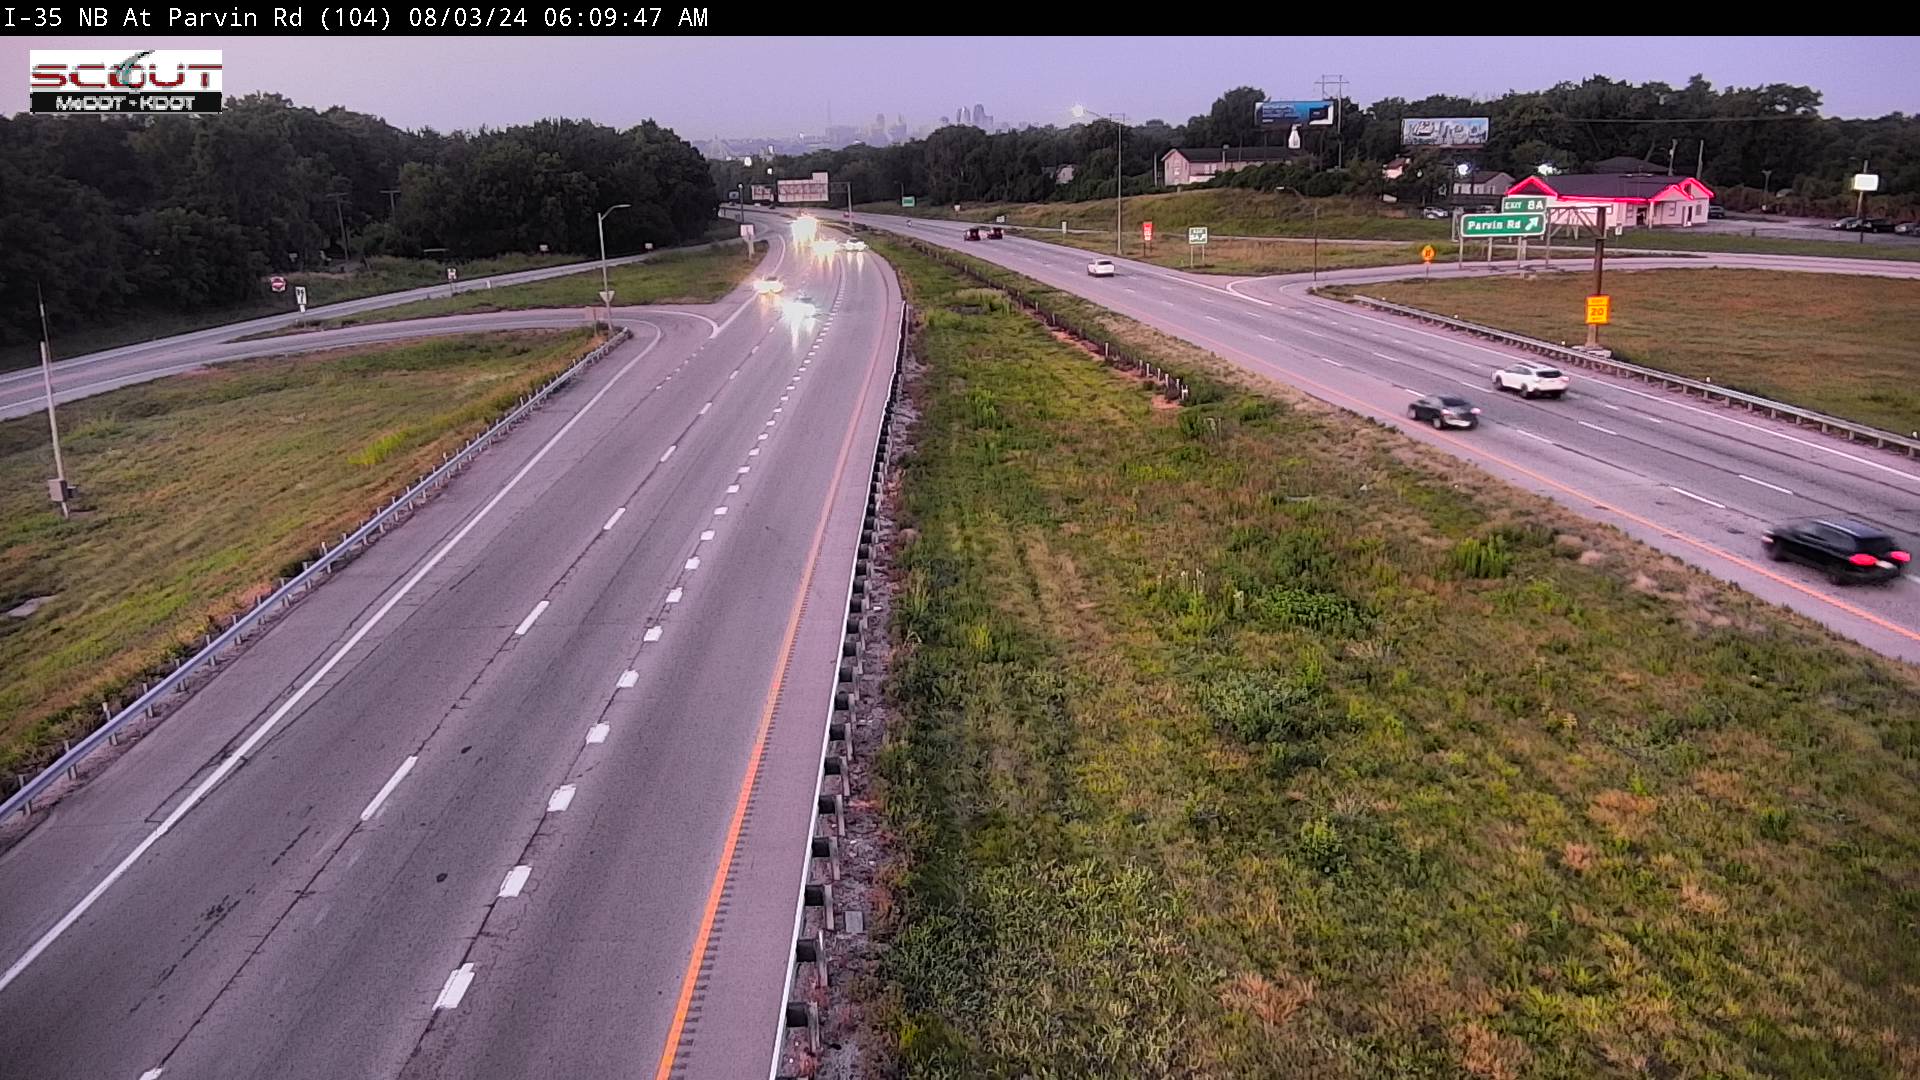 I-35 NB At Parvin Rd (104) 08/03/24 06:09:47 AM
SCOUT
MoDOT - KDOT
EXIT 8A
Parvin Rd
20